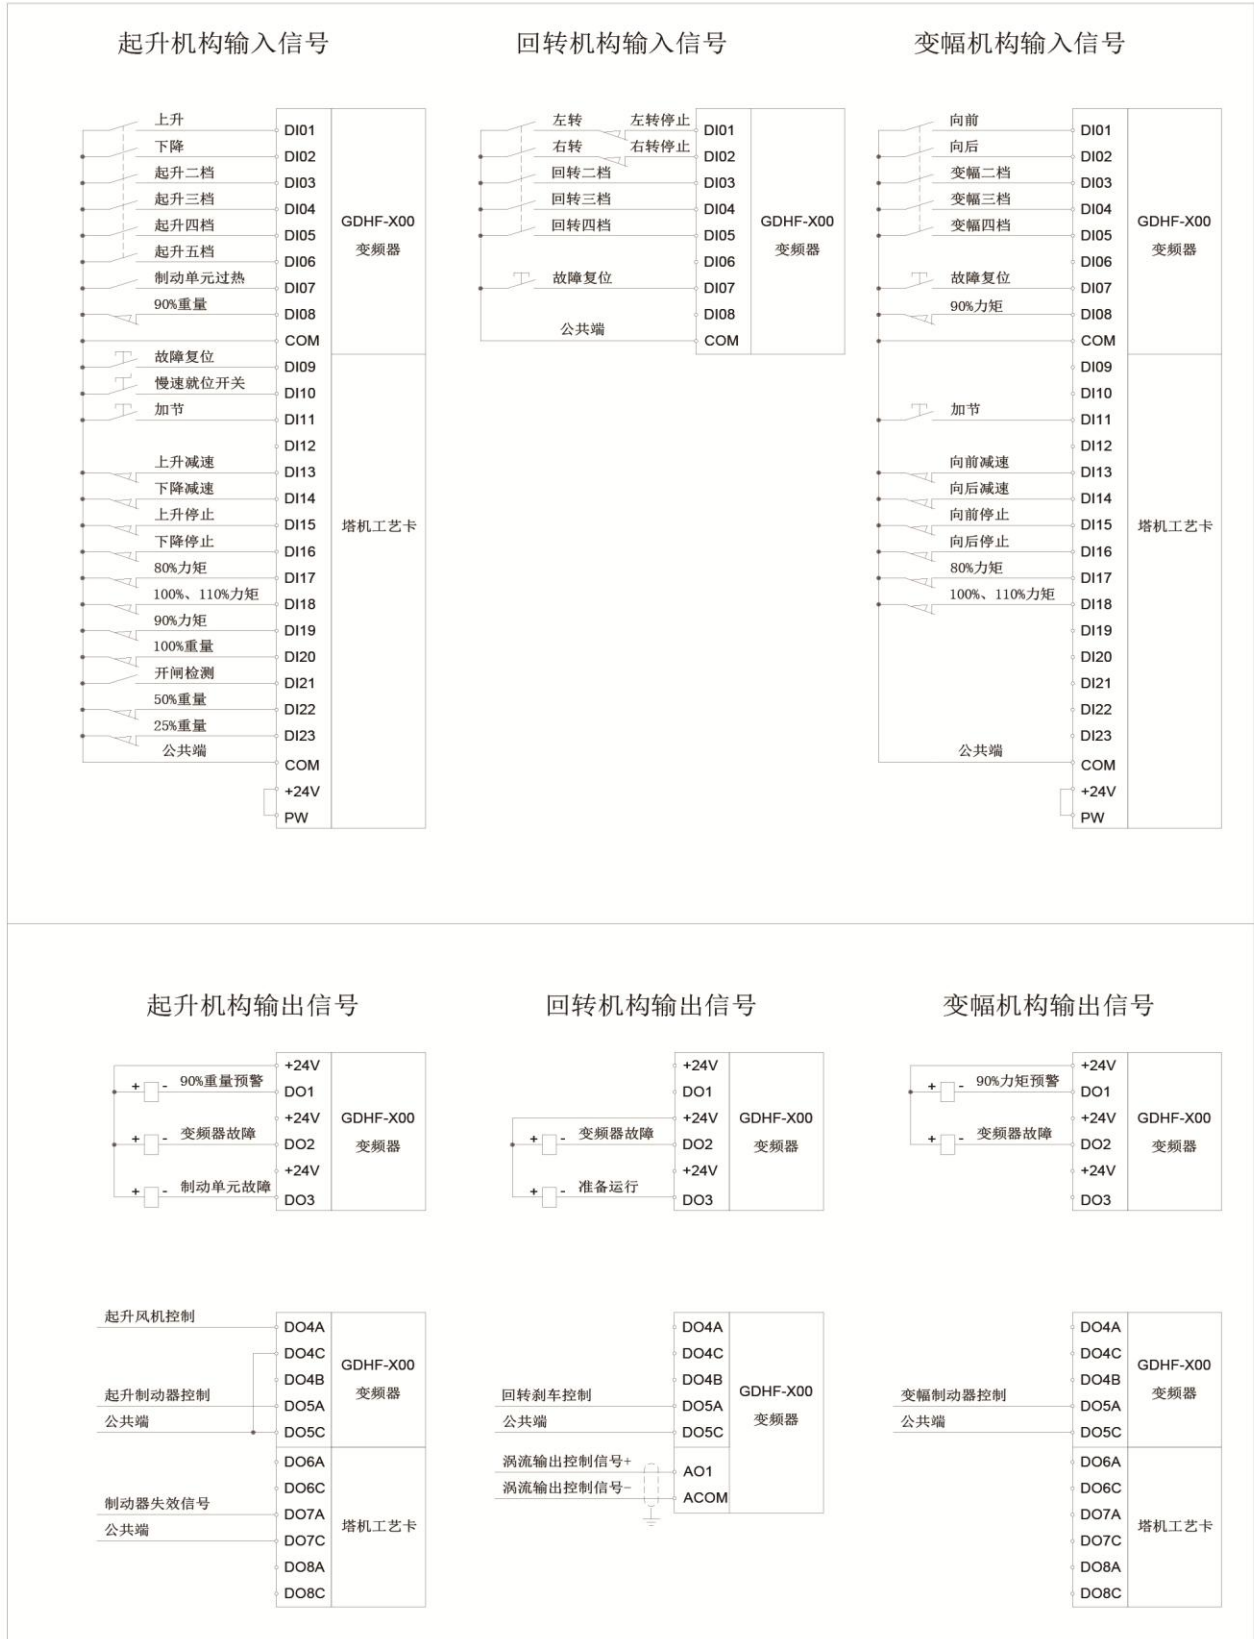 起升机构输入信号
上升 DI01
下降 DI02
起升二档 DI03
起升三档 DI04
起升四档 DI05
起升五档 DI06
制动单元过热 DI07
90%重量 DI08
COM
GDHF-X00
变频器
故障复位 DI09
慢速就位开关 DI10
加节 DI11
DI12
上升减速 DI13
下降减速 DI14
上升停止 DI15
下降停止 DI16
80%力矩 DI17
100%、110%力矩 DI18
90%力矩 DI19
100%重量 DI20
开闸检测 DI21
50%重量 DI22
25%重量 DI23
公共端 COM
+24V
PW
塔机工艺卡
回转机构输入信号
左转 左转停止 DI01
右转 右转停止 DI02
回转二档 DI03
回转三档 DI04
回转四档 DI05
DI06
故障复位 DI07
DI08
公共端 COM
GDHF-X00
变频器
变幅机构输入信号
向前 DI01
向后 DI02
变幅二档 DI03
变幅三档 DI04
变幅四档 DI05
DI06
故障复位 DI07
90%力矩 DI08
COM
GDHF-X00
变频器
DI09
DI10
加节 DI11
DI12
向前减速 DI13
向后减速 DI14
向前停止 DI15
向后停止 DI16
80%力矩 DI17
100%、110%力矩 DI18
DI19
DI20
DI21
DI22
DI23
公共端 COM
+24V
PW
塔机工艺卡
起升机构输出信号
+24V
+ - 90%重量预警 DO1
+24V
+ - 变频器故障 DO2
+24V
+ - 制动单元故障 DO3
GDHF-X00
变频器
起升风机控制 DO4A
DO4C
DO4B
起升制动器控制 DO5A
公共端 DO5C
GDHF-X00
变频器
DO6A
DO6C
制动器失效信号 DO7A
公共端 DO7C
DO8A
DO8C
塔机工艺卡
回转机构输出信号
+24V
DO1
+24V
+ - 变频器故障 DO2
+24V
+ - 准备运行 DO3
GDHF-X00
变频器
DO4A
DO4C
DO4B
回转刹车控制 DO5A
公共端 DO5C
涡流输出控制信号+ AO1
涡流输出控制信号- ACOM
GDHF-X00
变频器
变幅机构输出信号
+24V
+ - 90%力矩预警 DO1
+24V
+ - 变频器故障 DO2
+24V
DO3
GDHF-X00
变频器
DO4A
DO4C
DO4B
变幅制动器控制 DO5A
公共端 DO5C
GDHF-X00
变频器
DO6A
DO6C
DO7A
DO7C
DO8A
DO8C
塔机工艺卡